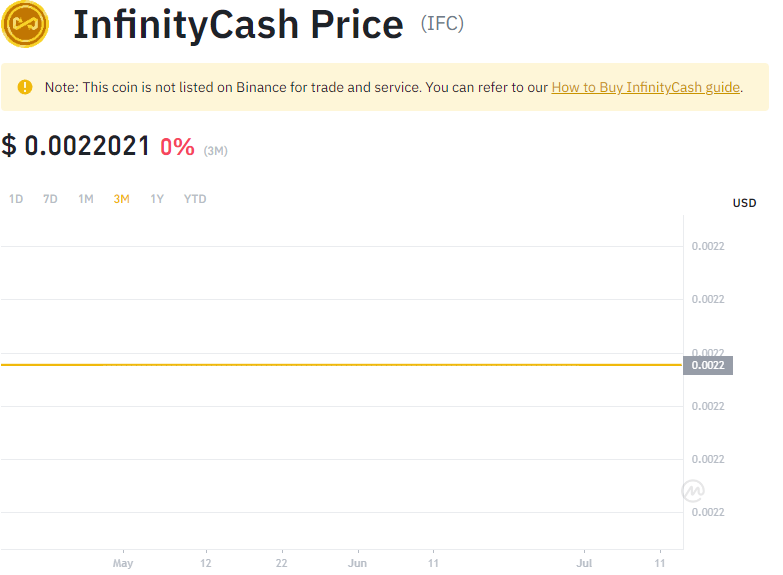 InfinityCash Price (IFC)
Note: This coin is not listed on Binance for trade and service. You can refer to our How to Buy InfinityCash guide.
$ 0.0022021 0% (3M)
1D 7D 1M 3M 1Y YTD
USD
0.0022
0.0022
0.0022
0.0022
0.0022
0.0022
0.0022
May 12 22 Jun 11 Jul 11